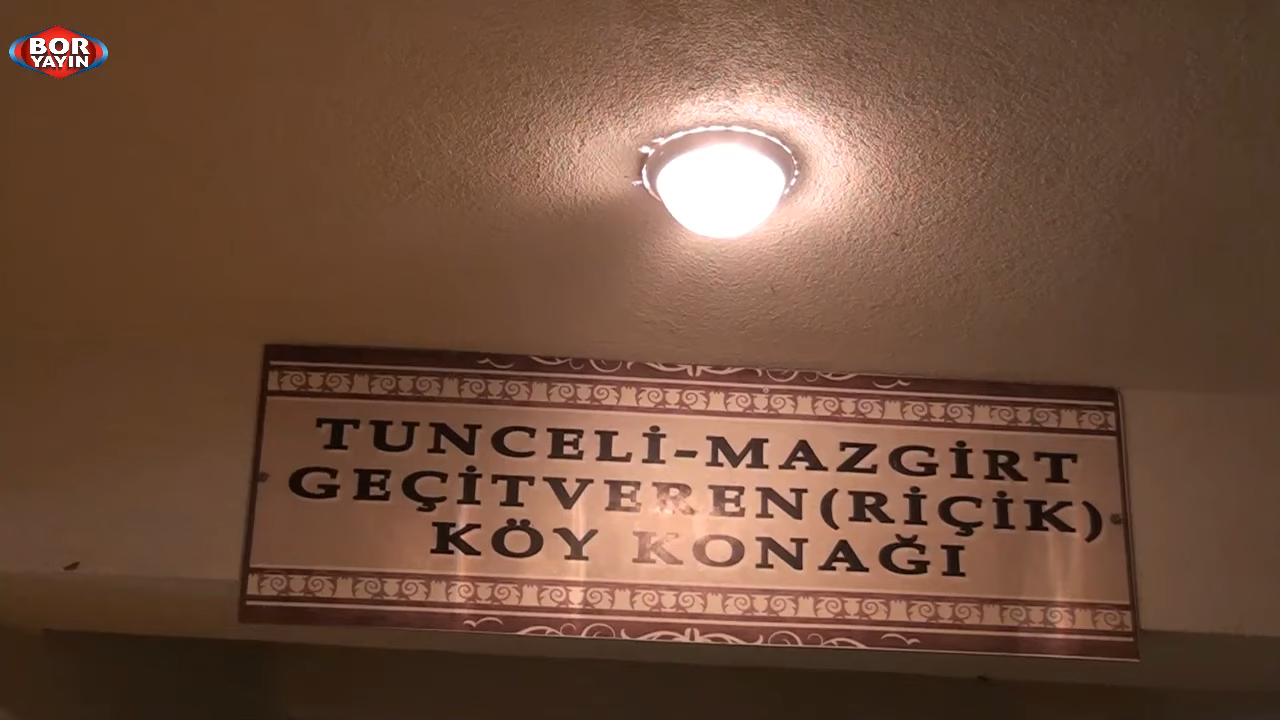 BOR
YAYIN
TUNCELİ-MAZGİRT
GEÇİTVEREN(RİÇİK)
KÖY KONAĞI